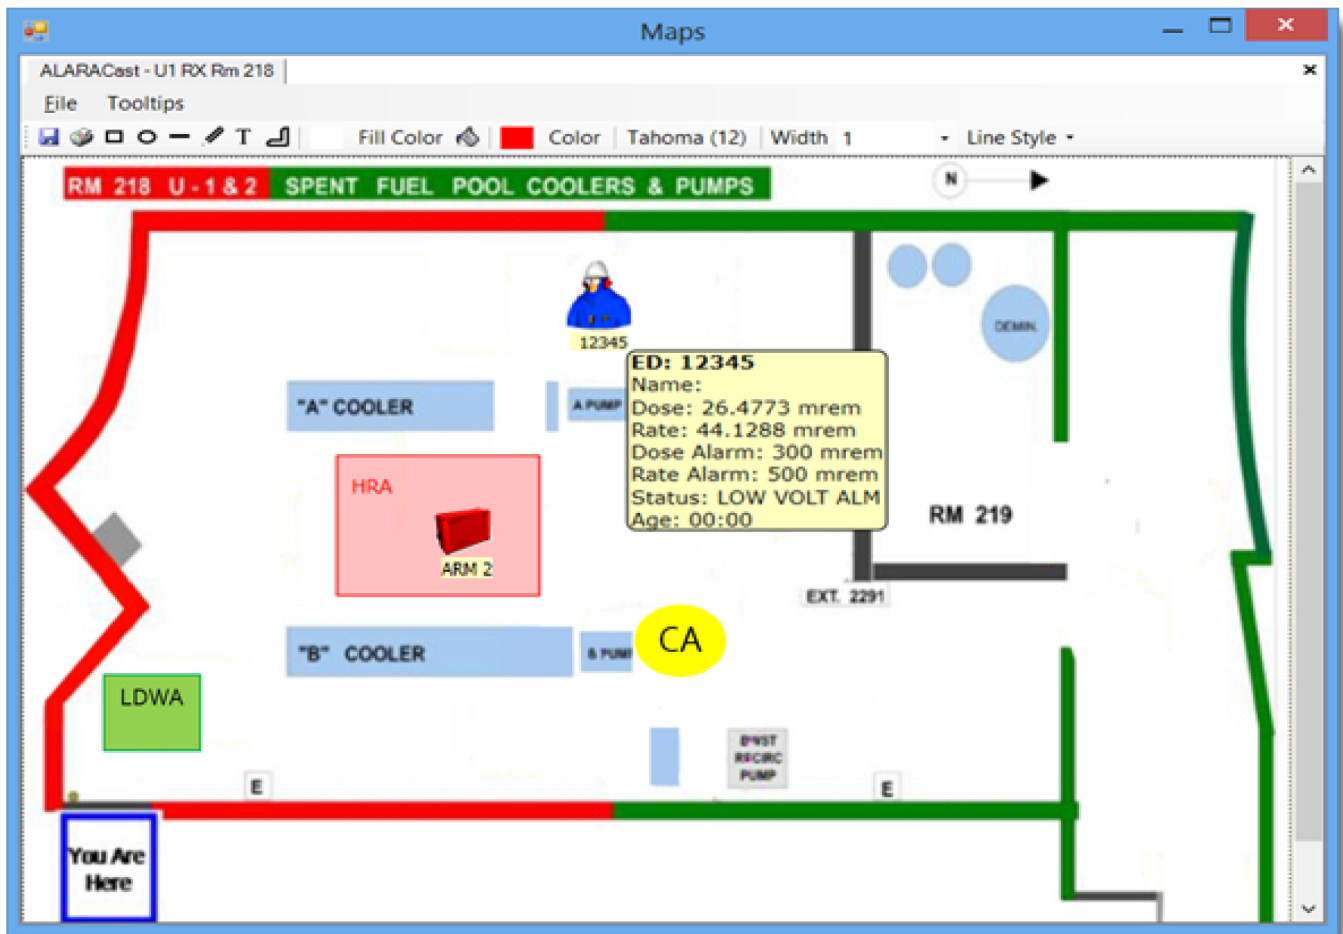 Maps
ALARACast - U1 RX Rm 218
File Tooltips
T Fill Color Color Tahoma (12) Width 1 Line Style
RM 218 U - 1 & 2 SPENT FUEL POOL COOLERS & PUMPS
N
12345
DEMIN.
ED: 12345
Name:
Dose: 26.4773 mrem
Rate: 44.1288 mrem
Dose Alarm: 300 mrem
Rate Alarm: 500 mrem
Status: LOW VOLT ALM
Age: 00:00
"A" COOLER
A PUMP
HRA
ARM 2
RM 219
EXT. 2291
"B" COOLER
B PUMP
CA
LDWA
BWST
RECIRC
PUMP
E
E
You Are
Here